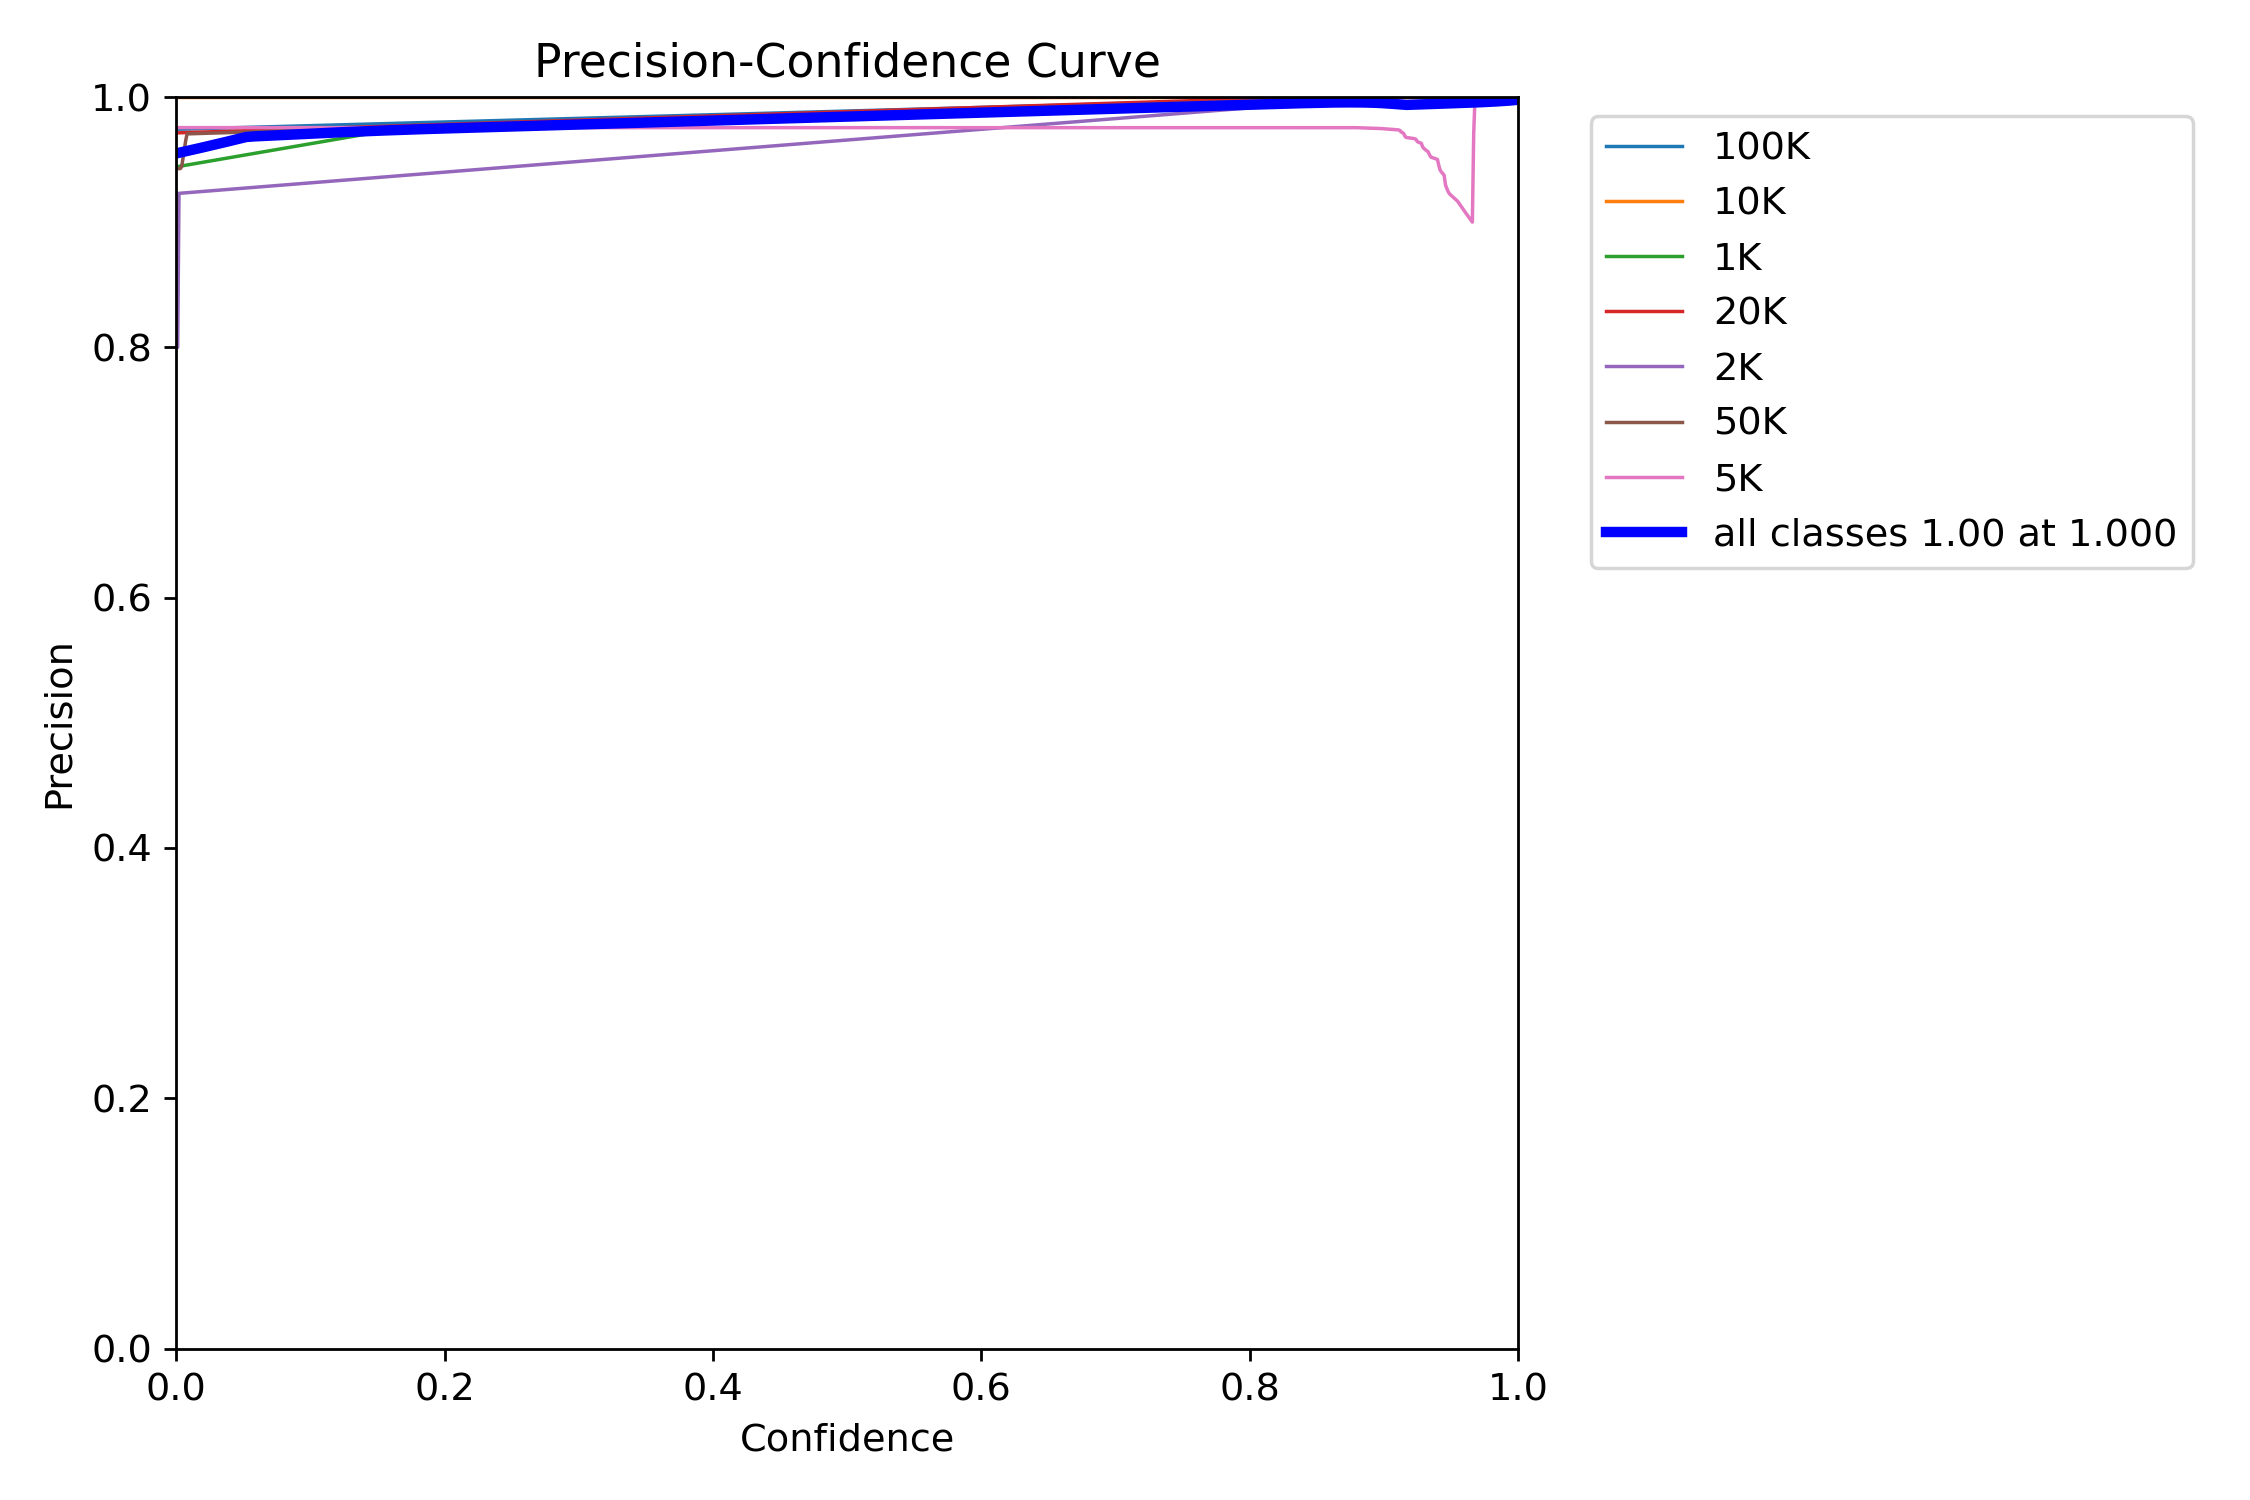 Precision-Confidence Curve
1.0
0.8
0.6
0.4
0.2
0.0
Precision
0.0 0.2 0.4 0.6 0.8 1.0
Confidence
100K
10K
1K
20K
2K
50K
5K
all classes 1.00 at 1.000